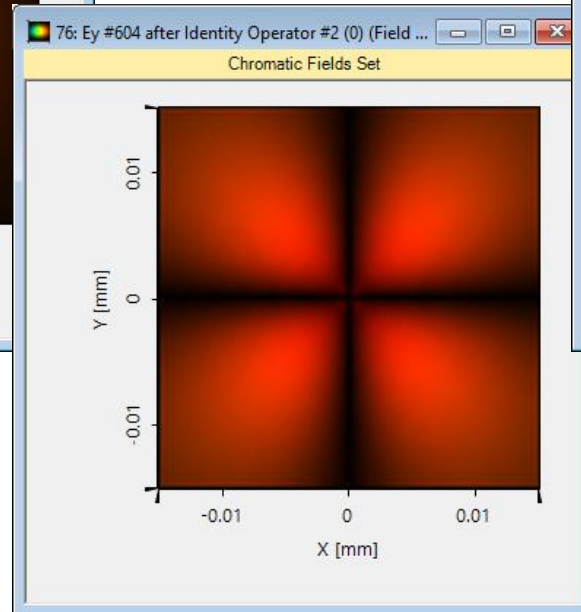 76: Ey #604 after Identity Operator #2 (0) (Field ...
Chromatic Fields Set
0.01
0
-0.01
Y [mm]
-0.01
0
0.01
X [mm]